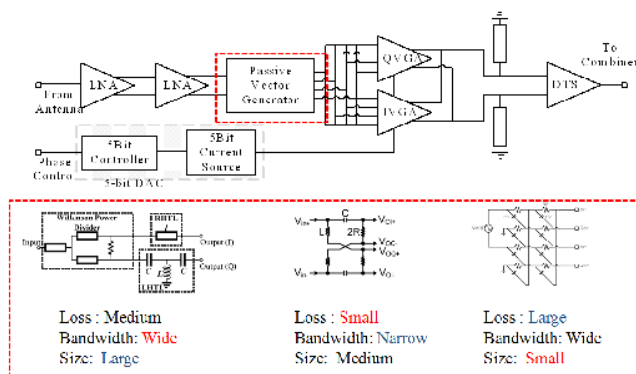 QVGA
To
Combiner
LNA
LNA
Passive
Vector
Generator
DTS
From
Antenna
IVGA
5Bit
Controller
5Bit
Current
Source
Phase
Control
5-bit DAC
Wilkinson Power
Divider
RHTL
Input
Output (I)
C
C
L
Output (Q)
LHTL
C
Vin+
L
2R
VOI+
VOI-
VOQ+
Vin-
Loss : Medium
Bandwidth: Wide
Size: Large
Loss : Small
Bandwidth: Narrow
Size: Medium
Loss : Large
Bandwidth: Wide
Size: Small